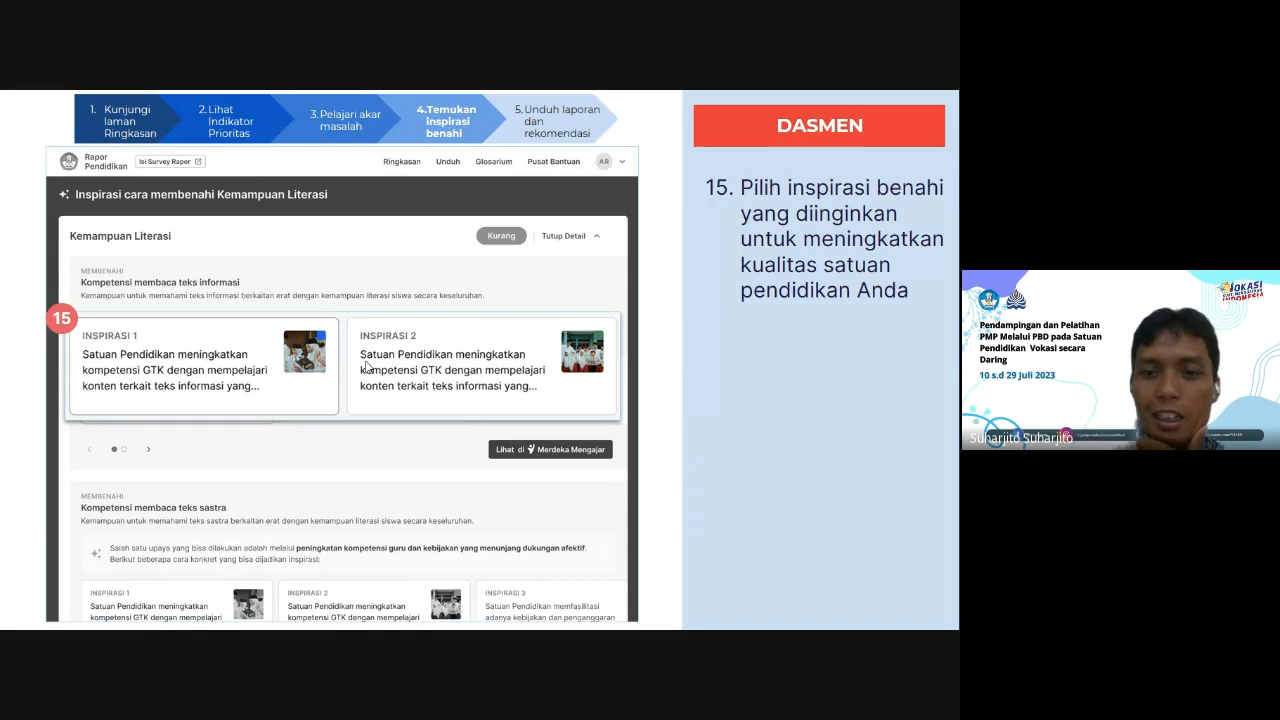 1. Kunjungi
laman
Ringkasan
2.Lihat
Indikator
Prioritas
3.Pelajari akar
masalah
4.Temukan
inspirasi
benahi
5.Unduh laporan
dan
rekomendasi
Rapor
Pendidikan
Isi Survey Rapor
Ringkasan
Unduh
Glosarium
Pusat Bantuan
AR
Inspirasi cara membenahi Kemampuan Literasi
Kemampuan Literasi
Kurang
Tutup Detail
MEMBENAHI
Kompetensi membaca teks informasi
Kemampuan untuk memahami teks informasi berkaitan erat dengan kemampuan literasi siswa secara keseluruhan.
15
INSPIRASI 1
Satuan Pendidikan meningkatkan
kompetensi GTK dengan mempelajari
konten terkait teks informasi yang...
INSPIRASI 2
Satuan Pendidikan meningkatkan
kompetensi GTK dengan mempelajari
konten terkait teks informasi yang...
Lihat di Merdeka Mengajar
MEMBENAHI
Kompetensi membaca teks sastra
Kemampuan untuk memahami teks sastra berkaitan erat dengan kemampuan literasi siswa secara keseluruhan.
Salah satu upaya yang bisa dilakukan adalah melalui peningkatan kompetensi guru dan kebijakan yang menunjang dukungan afektif.
Berikut beberapa cara konkret yang bisa dijadikan inspirasi:
INSPIRASI 1
Satuan Pendidikan meningkatkan
kompetensi GTK dengan mempelajari
INSPIRASI 2
Satuan Pendidikan meningkatkan
kompetensi GTK dengan mempelajari
INSPIRASI 3
Satuan Pendidikan memfasilitasi
adanya kebijakan dan penganggaran
DASMEN
15. Pilih inspirasi benahi
yang diinginkan
untuk meningkatkan
kualitas satuan
pendidikan Anda
Pendampingan dan Pelatihan
PMP Melalui PBD pada Satuan
Pendidikan Vokasi secara
Daring
10 s.d 29 Juli 2023
Suharjito Suharjito